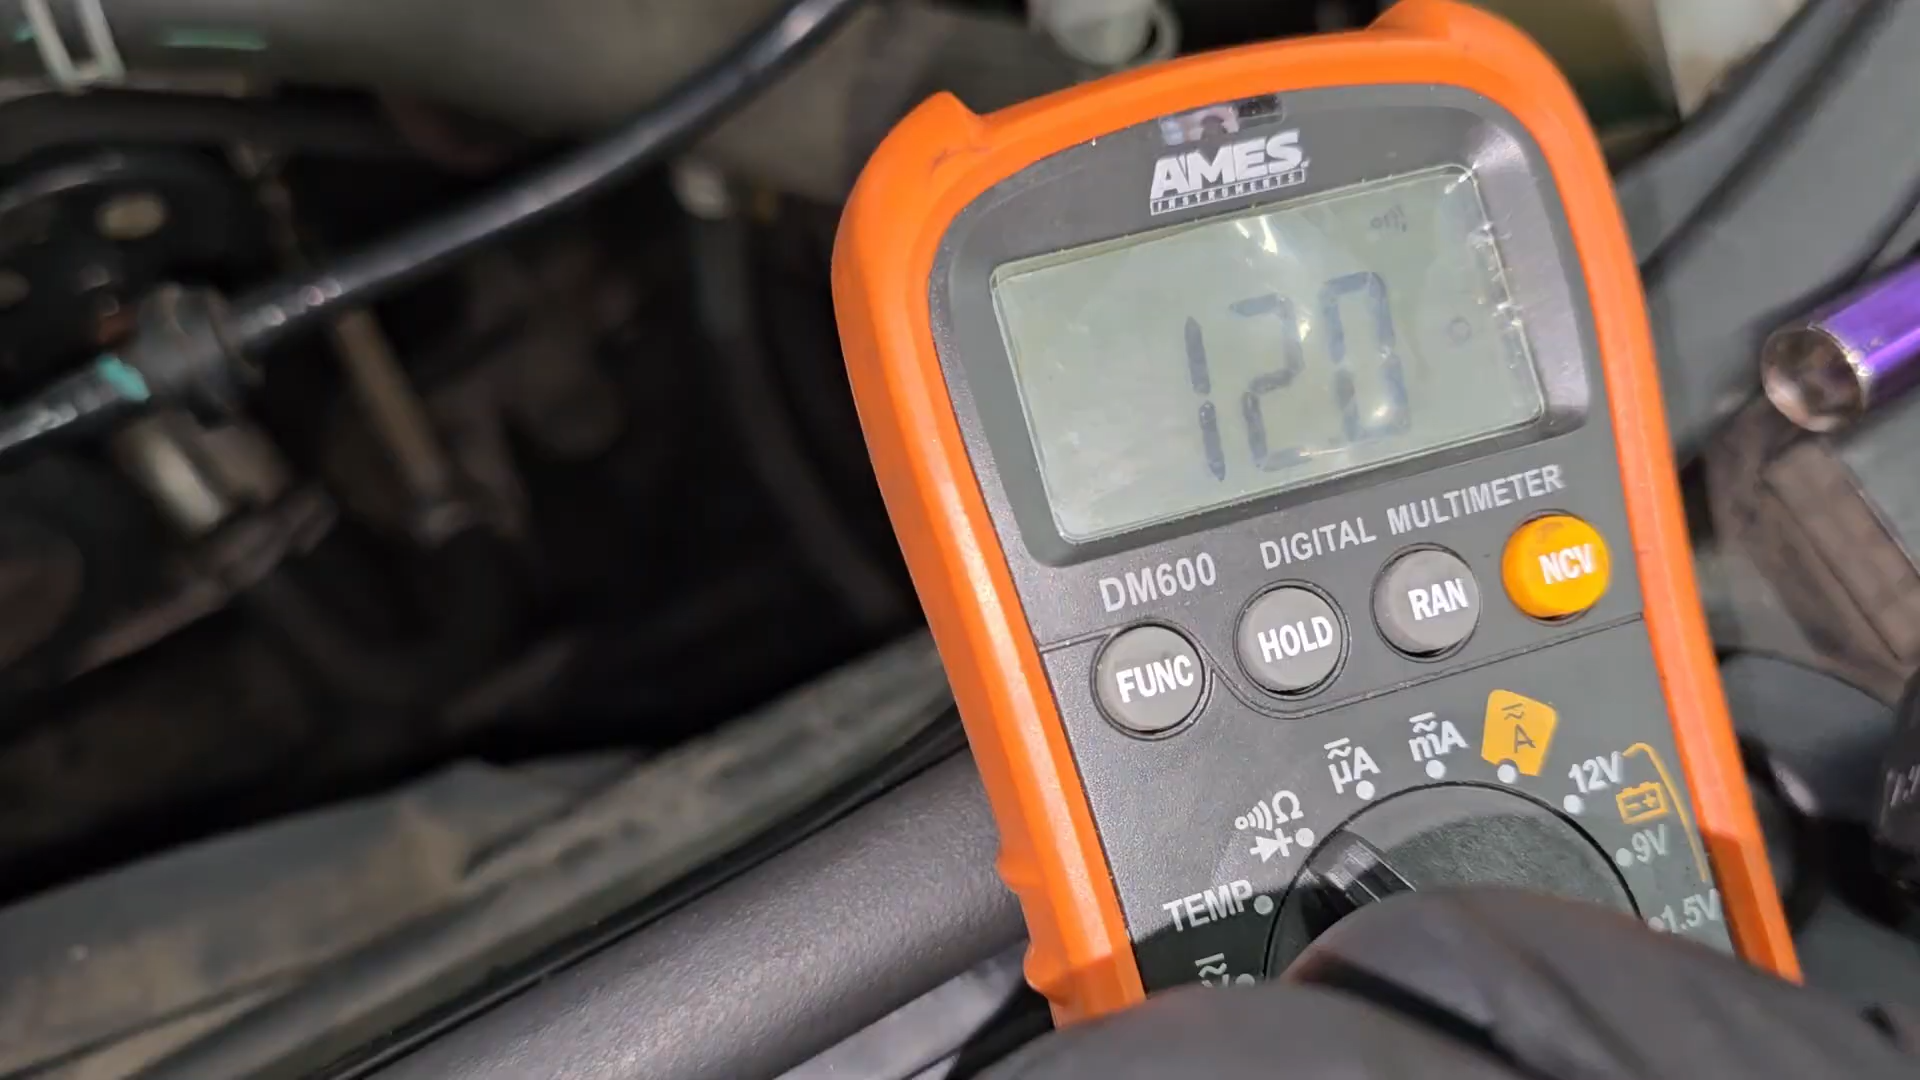 AMES
INSTRUMENTS
120
DM600 DIGITAL MULTIMETER
FUNC HOLD RAN NCV
Ω
µA
mA
A
12V
9V
1.5V
TEMP